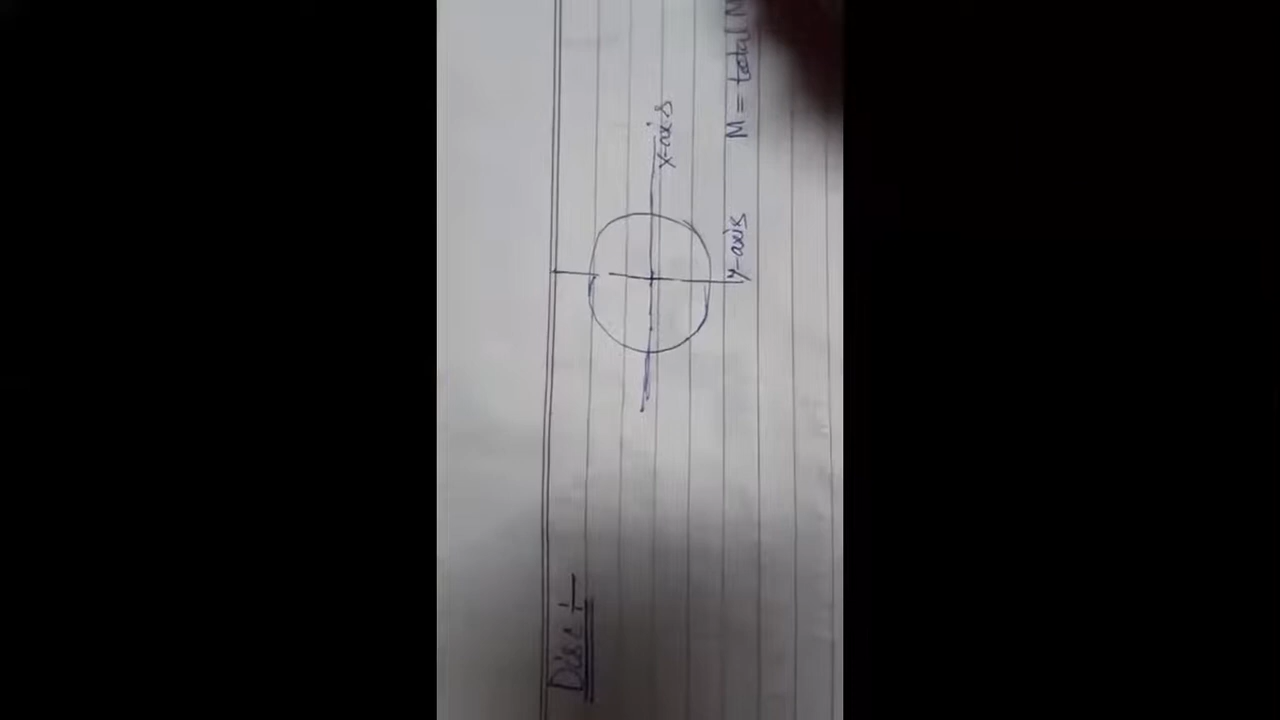 Disc :-
x-axis
y-axis
M = total M